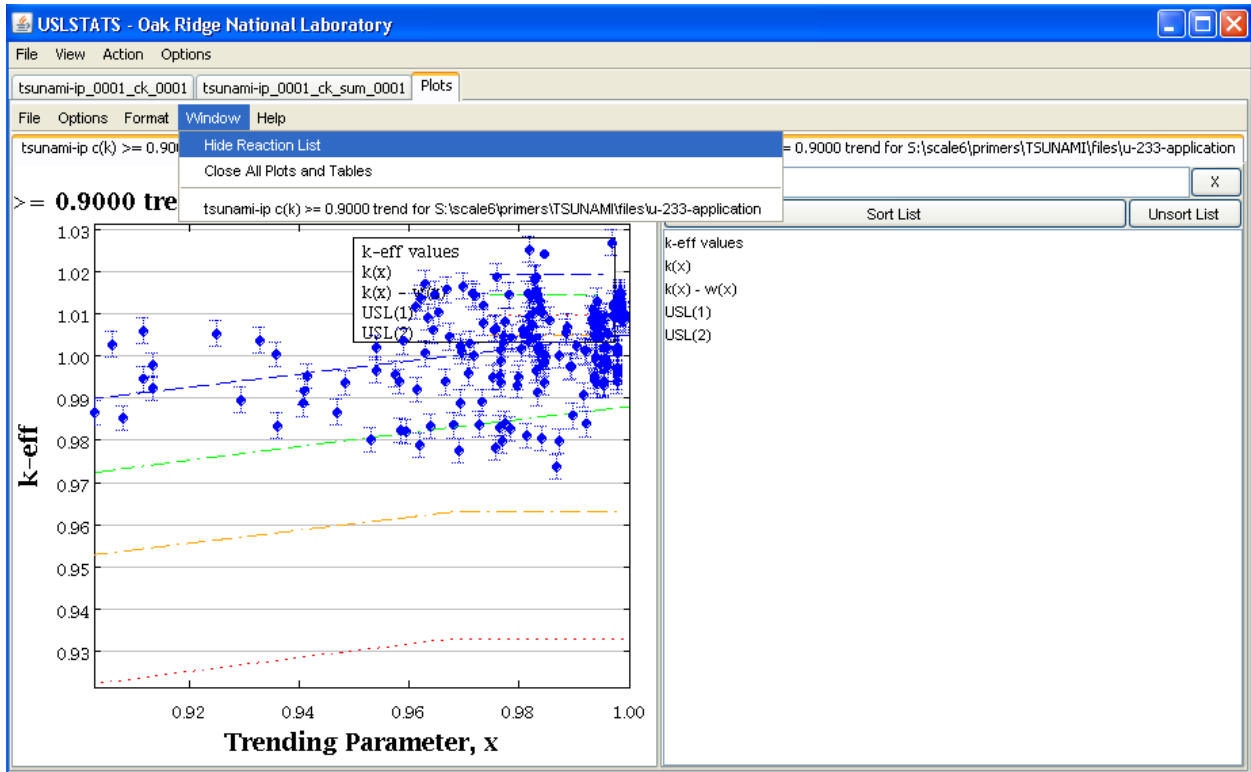 USLSTATS - Oak Ridge National Laboratory
File View Action Options
tsunami-ip_0001_ck_0001 tsunami-ip_0001_ck_sum_0001 Plots
File Options Format Window Help
tsunami-ip c(k) >= 0.90
Hide Reaction List
= 0.9000 trend for S:\scale6\primers\TSUNAMI\files\u-233-application
Close All Plots and Tables
X
>= 0.9000 tre
tsunami-ip c(k) >= 0.9000 trend for S:\scale6\primers\TSUNAMI\files\u-233-application
Sort List Unsort List
k-eff values
k(x)
k(x) - w(x)
USL(1)
USL(2)
k-eff values
k(x)
k(x) - w(x)
USL(1)
USL(2)
1.03
1.02
1.01
1.00
0.99
0.98
0.97
0.96
0.95
0.94
0.93
k-eff
0.92 0.94 0.96 0.98 1.00
Trending Parameter, x